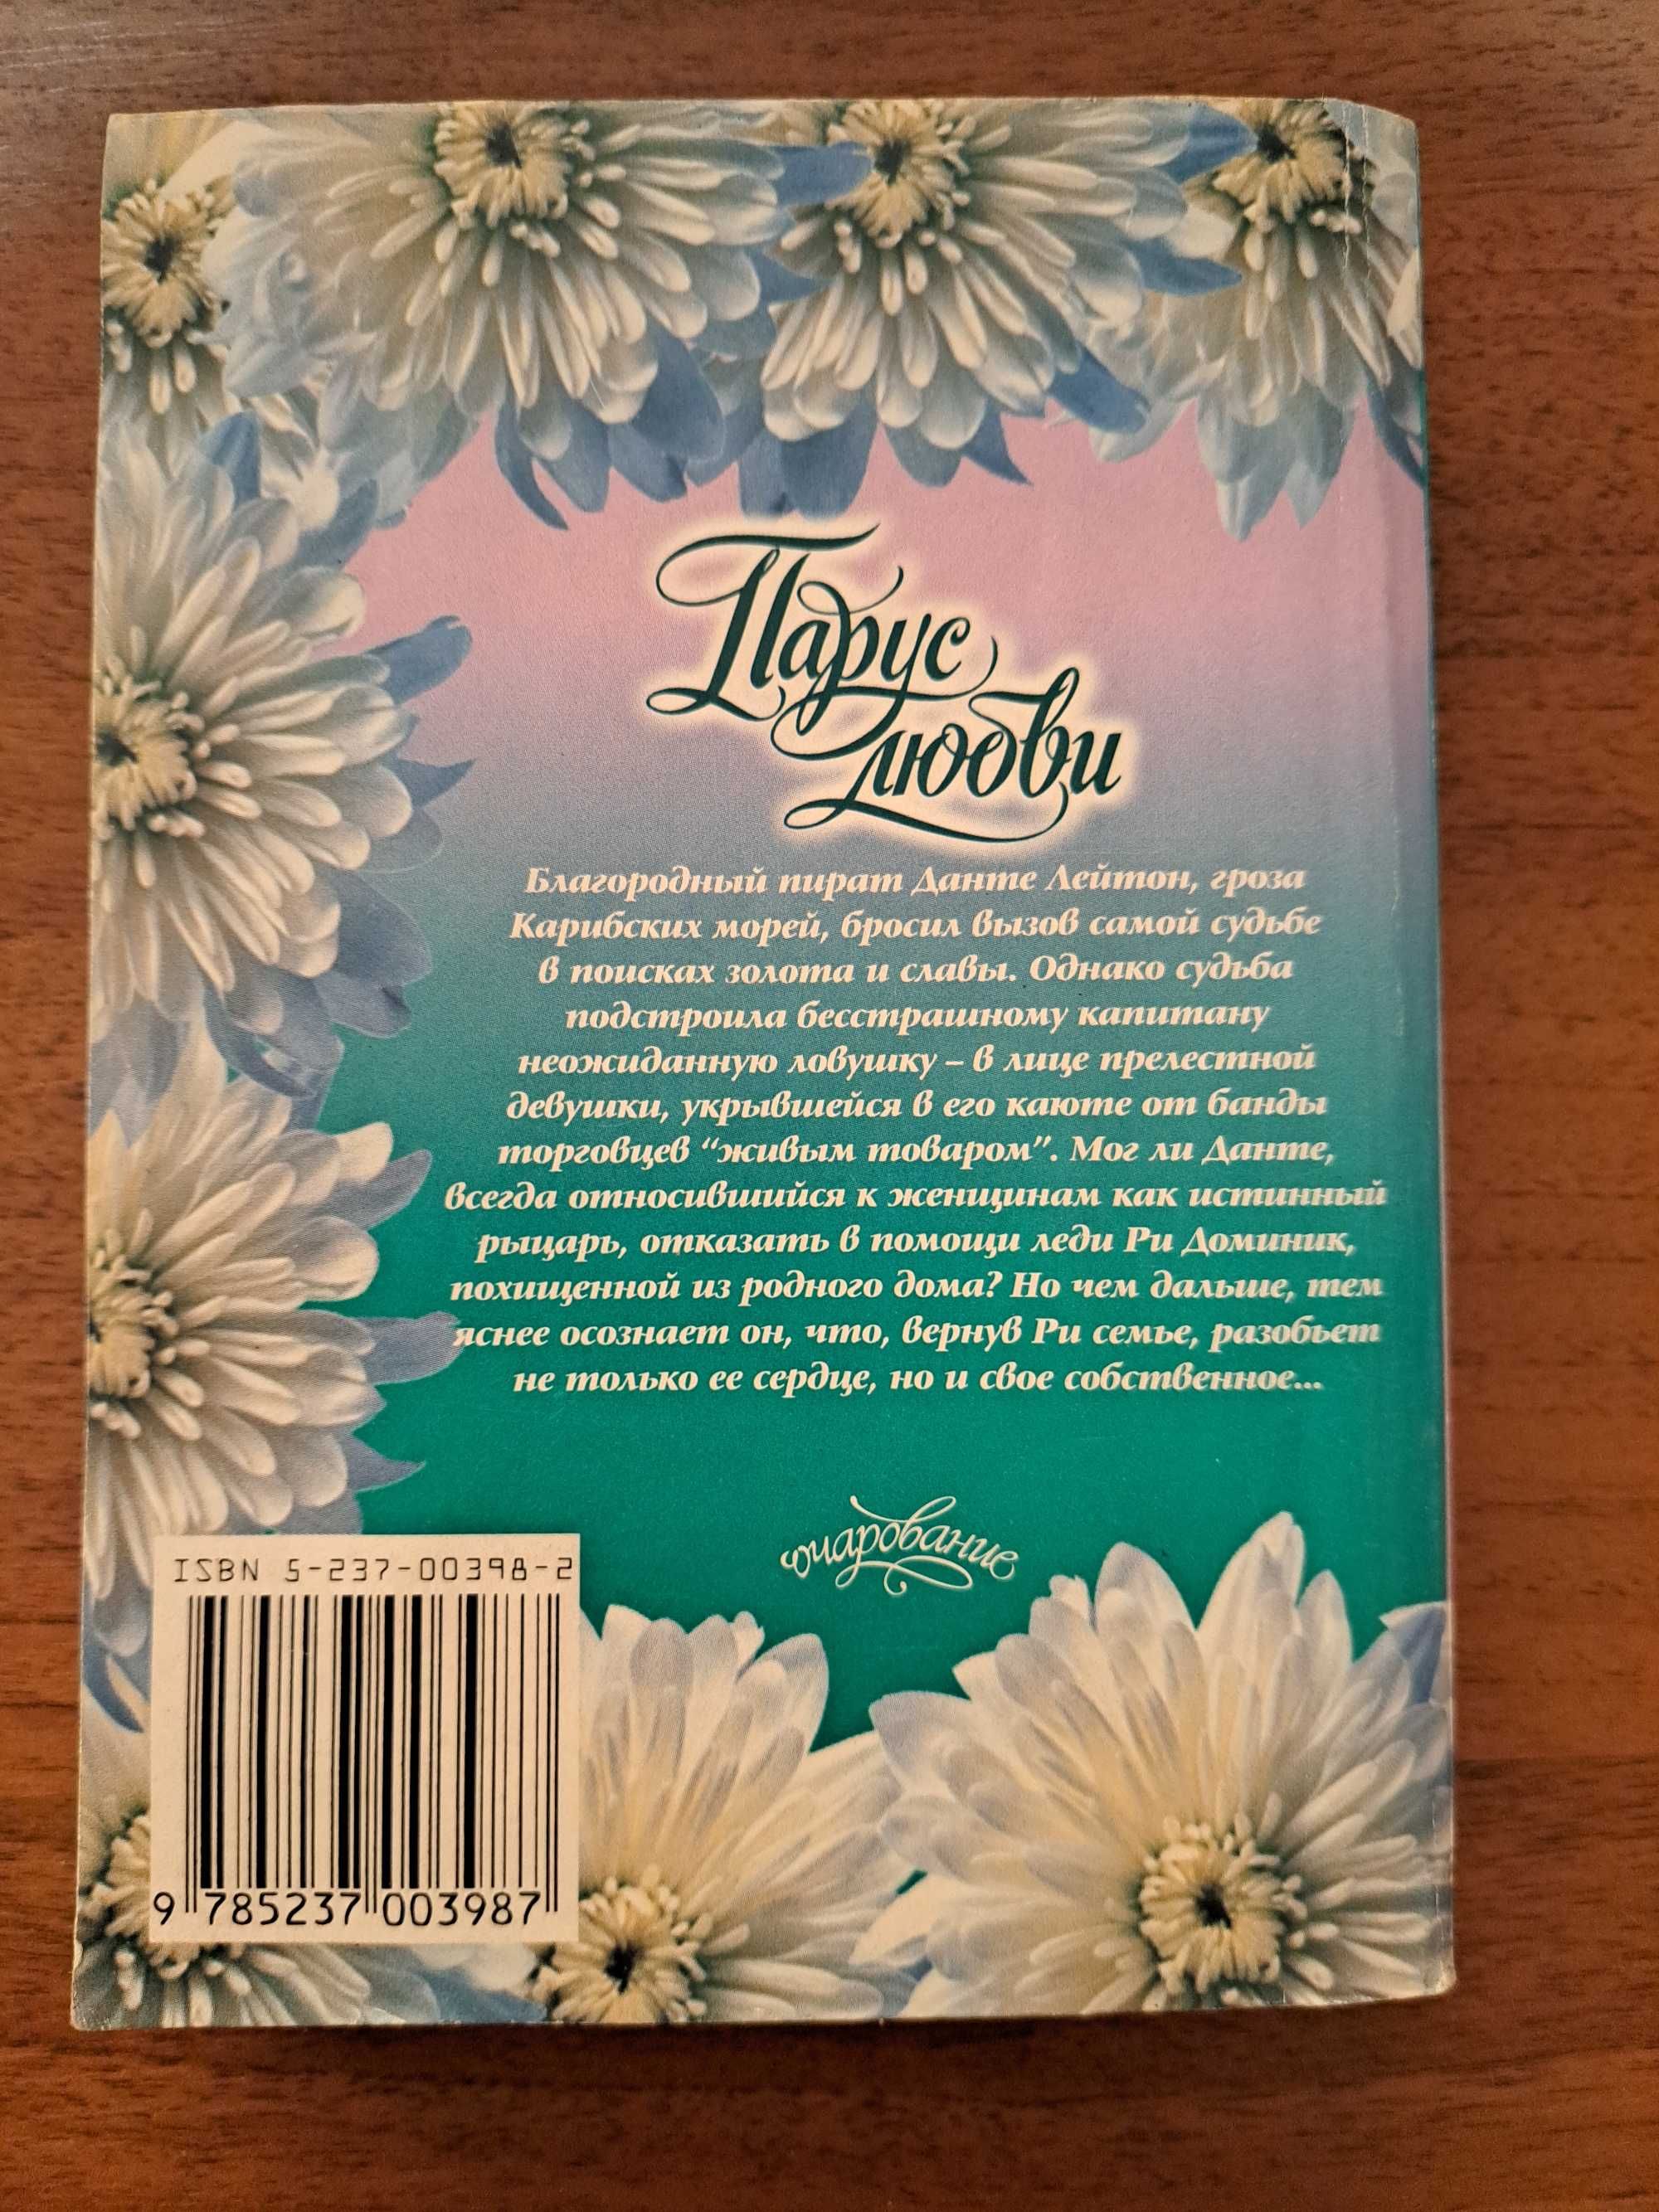 Парус
любви
Благородный пират Данте Лейтон, гроза
Карибских морей, бросил вызов самой судьбе
в поисках золота и славы. Однако судьба
подстроила бесстрашному капитану
неожиданную ловушку – в лице прелестной
девушки, укрывшейся в его каюте от банды
торговцев “живым товаром”. Мог ли Данте,
всегда относившийся к женщинам как истинный
рыцарь, отказать в помощи леди Ри Доминик,
похищенной из родного дома? Но чем дальше, тем
яснее осознает он, что, вернув Ри семье, разобьет
не только ее сердце, но и свое собственное...
очарование
ISBN 5-237-00398-2
9 785237 003987